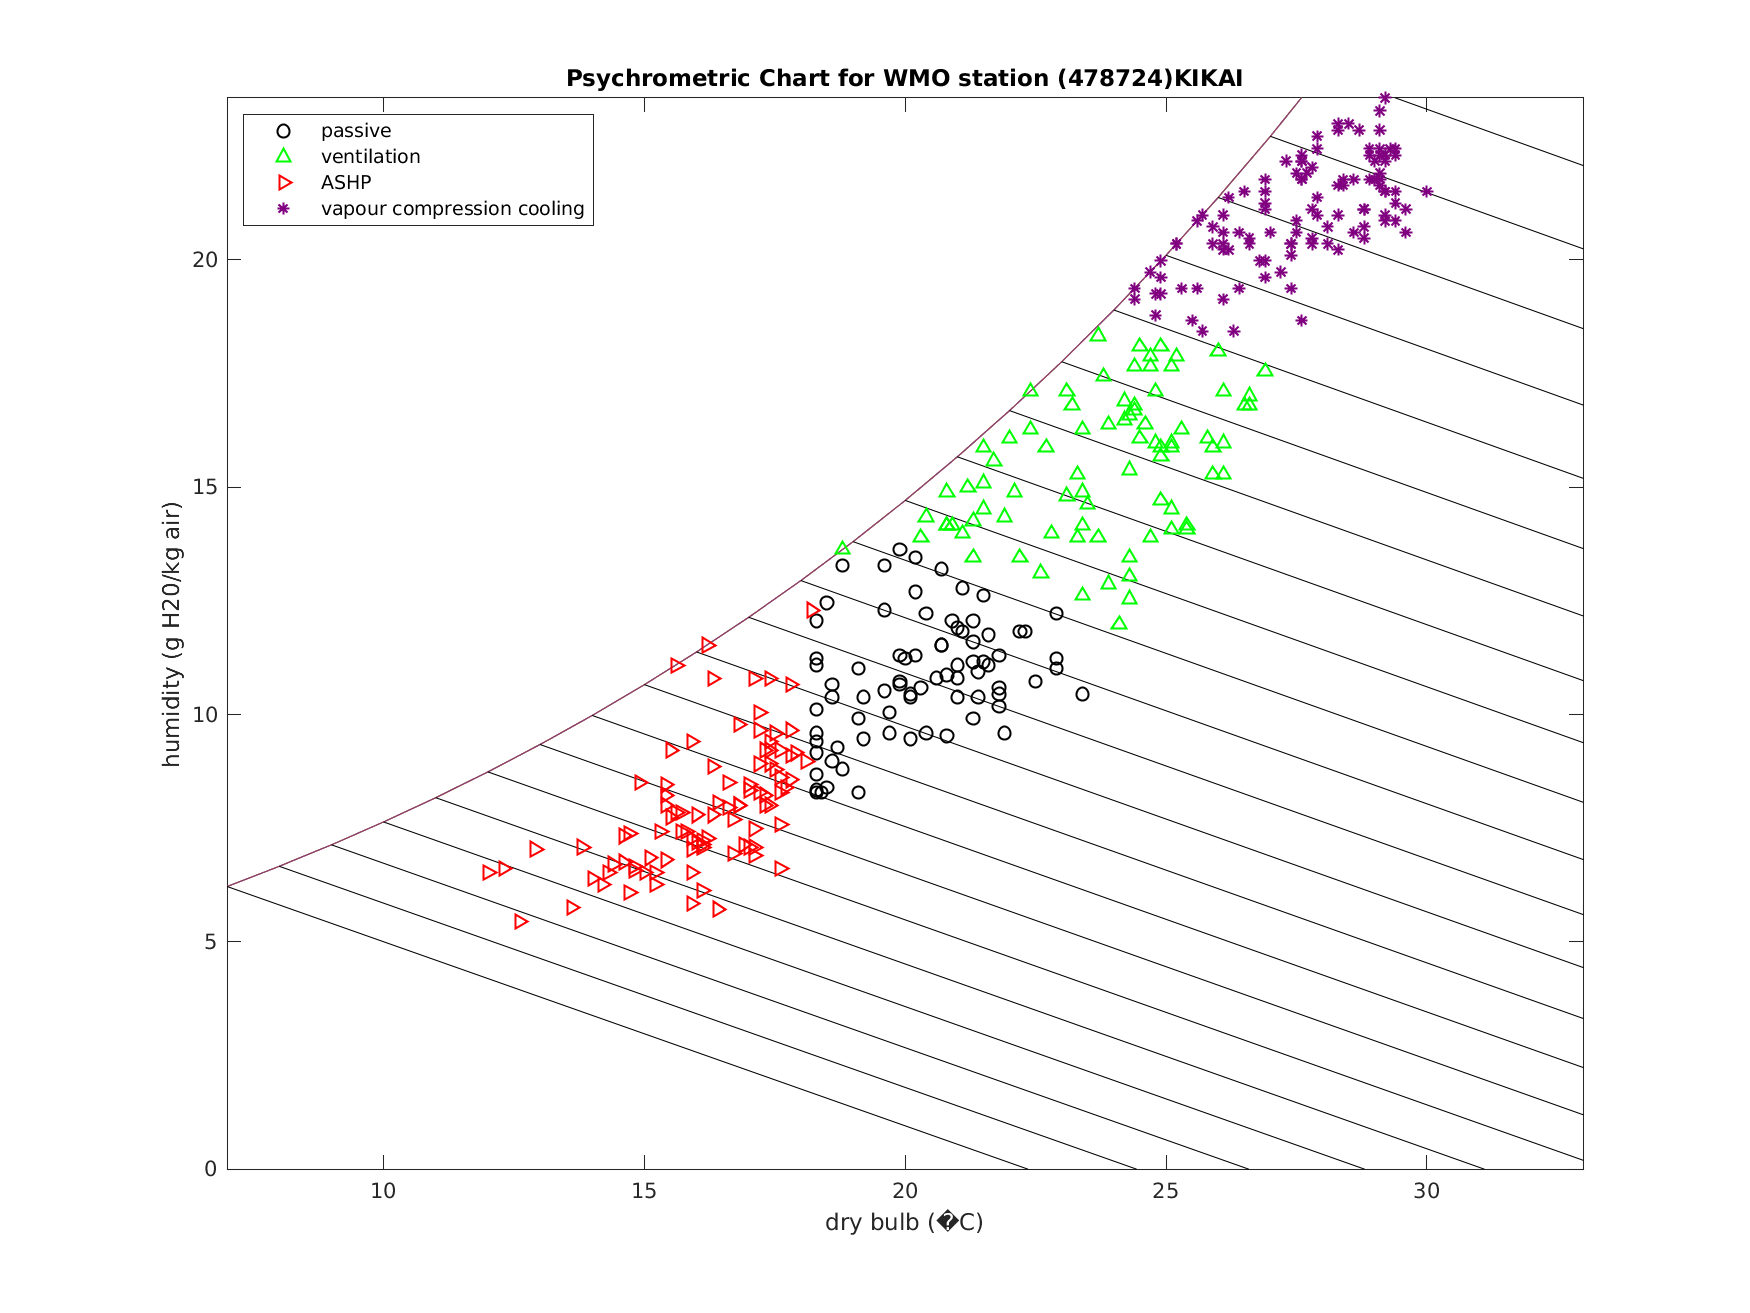 Psychrometric Chart for WMO station (478724)KIKAI
passive
ventilation
ASHP
vapour compression cooling
humidity (g H20/kg air)
20
15
10
5
0
10 15 20 25 30
dry bulb (�C)